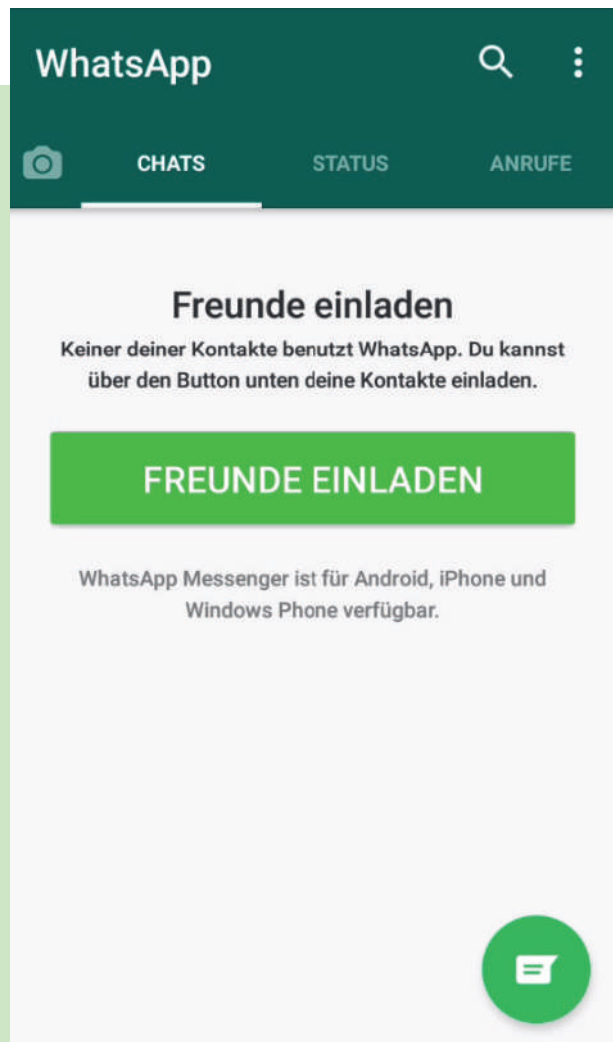 WhatsApp
CHATS STATUS ANRUFE
Freunde einladen
Keiner deiner Kontakte benutzt WhatsApp. Du kannst
über den Button unten deine Kontakte einladen.
FREUNDE EINLADEN
WhatsApp Messenger ist für Android, iPhone und
Windows Phone verfügbar.